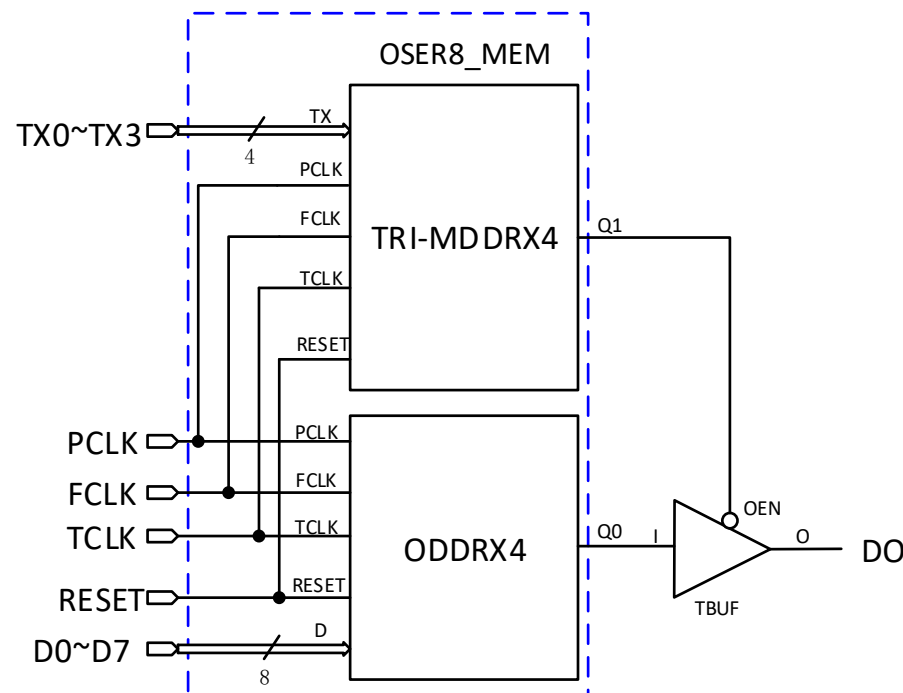 OSER8_MEM
TX0~TX3
TX
4
PCLK
FCLK
TRI-MDDRX4
Q1
TCLK
RESET
PCLK
PCLK
FCLK
FCLK
OEN
TCLK
TCLK
ODDRX4
Q0
I
O
DO
RESET
RESET
TBUF
D0~D7
D
8